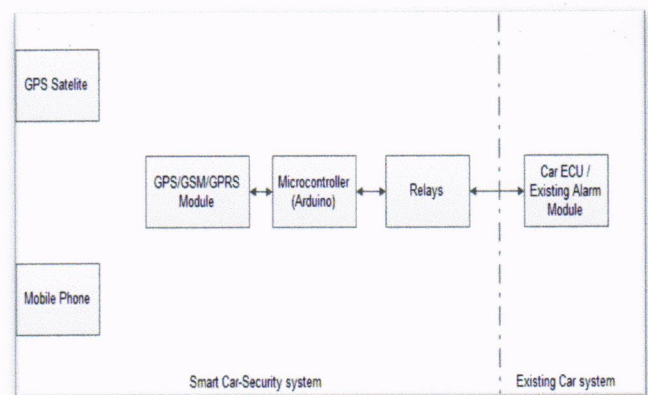 GPS Satelite
GPS/GSM/GPRS
Module
Microcontroller
(Arduino)
Relays
Car ECU /
Existing Alarm
Module
Mobile Phone
Smart Car-Security system
Existing Car system